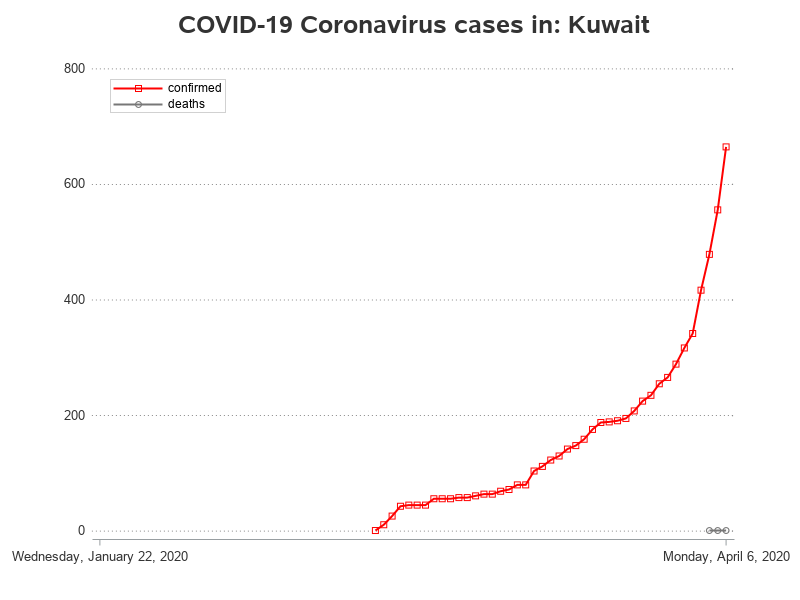 COVID-19 Coronavirus cases in: Kuwait
800
confirmed
deaths
600
400
200
0
Wednesday, January 22, 2020
Monday, April 6, 2020